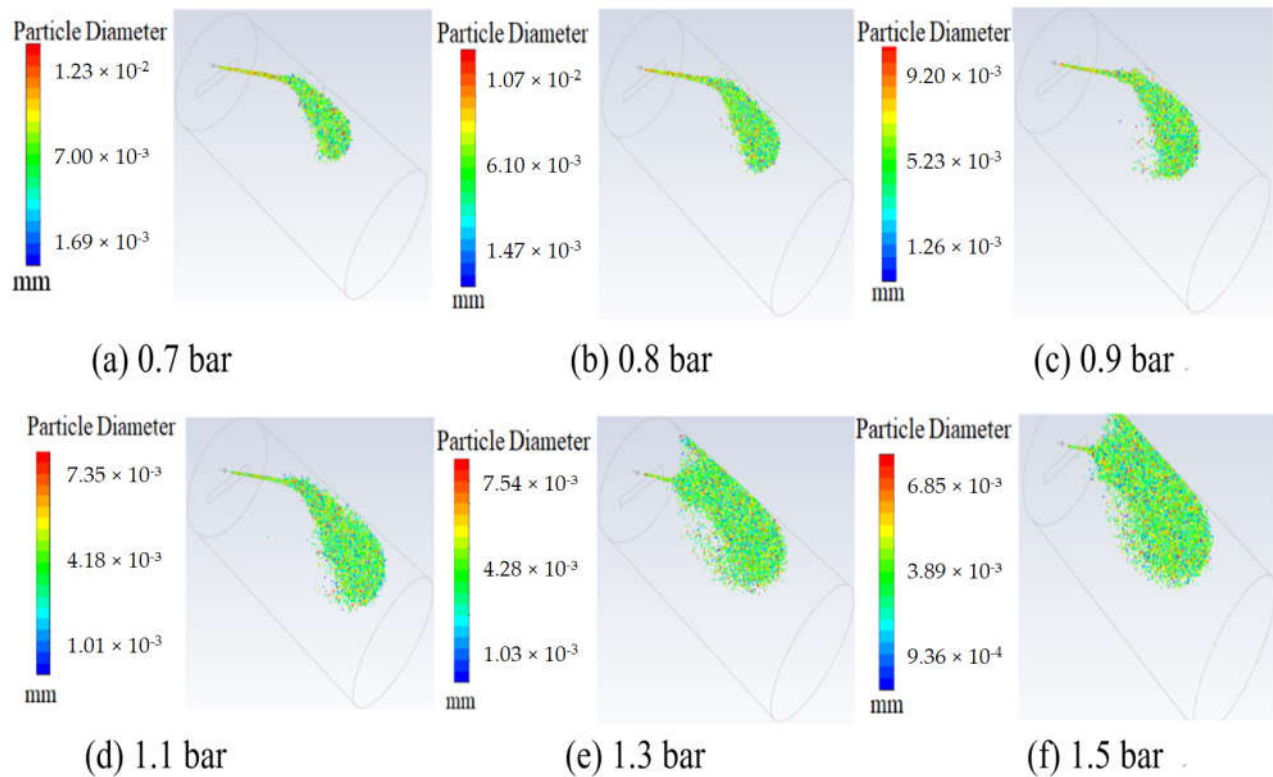 Particle Diameter
1.23 × 10⁻²
7.00 × 10⁻³
1.69 × 10⁻³
mm
(a) 0.7 bar
Particle Diameter
1.07 × 10⁻²
6.10 × 10⁻³
1.47 × 10⁻³
mm
(b) 0.8 bar
Particle Diameter
9.20 × 10⁻³
5.23 × 10⁻³
1.26 × 10⁻³
mm
(c) 0.9 bar
Particle Diameter
7.35 × 10⁻³
4.18 × 10⁻³
1.01 × 10⁻³
mm
(d) 1.1 bar
Particle Diameter
7.54 × 10⁻³
4.28 × 10⁻³
1.03 × 10⁻³
mm
(e) 1.3 bar
Particle Diameter
6.85 × 10⁻³
3.89 × 10⁻³
9.36 × 10⁻⁴
mm
(f) 1.5 bar